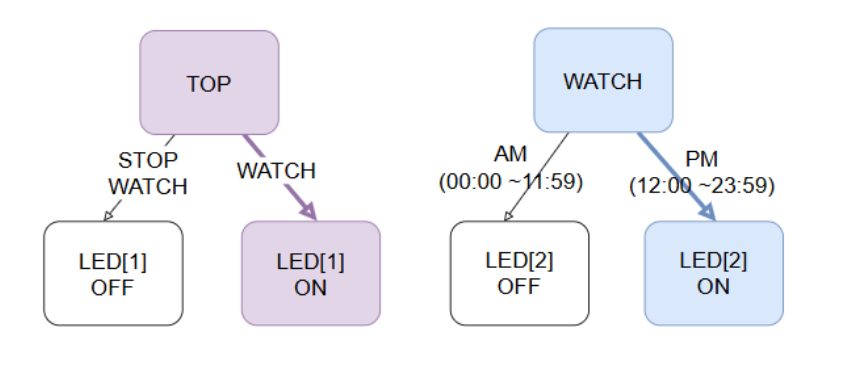 TOP
STOP
WATCH
WATCH
LED[1]
OFF
LED[1]
ON
WATCH
AM
(00:00 ~11:59)
PM
(12:00 ~23:59)
LED[2]
OFF
LED[2]
ON